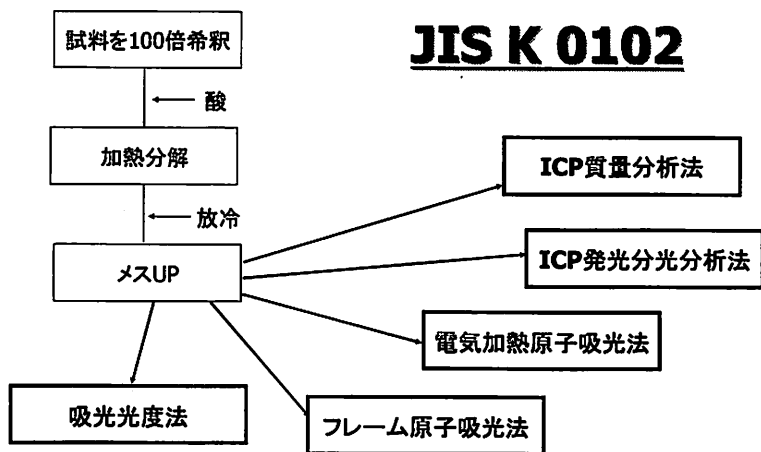 試料を100倍希釈
JIS K 0102
酸
加熱分解
ICP質量分析法
放冷
メスUP
ICP発光分光分析法
電気加熱原子吸光法
吸光光度法
フレーム原子吸光法